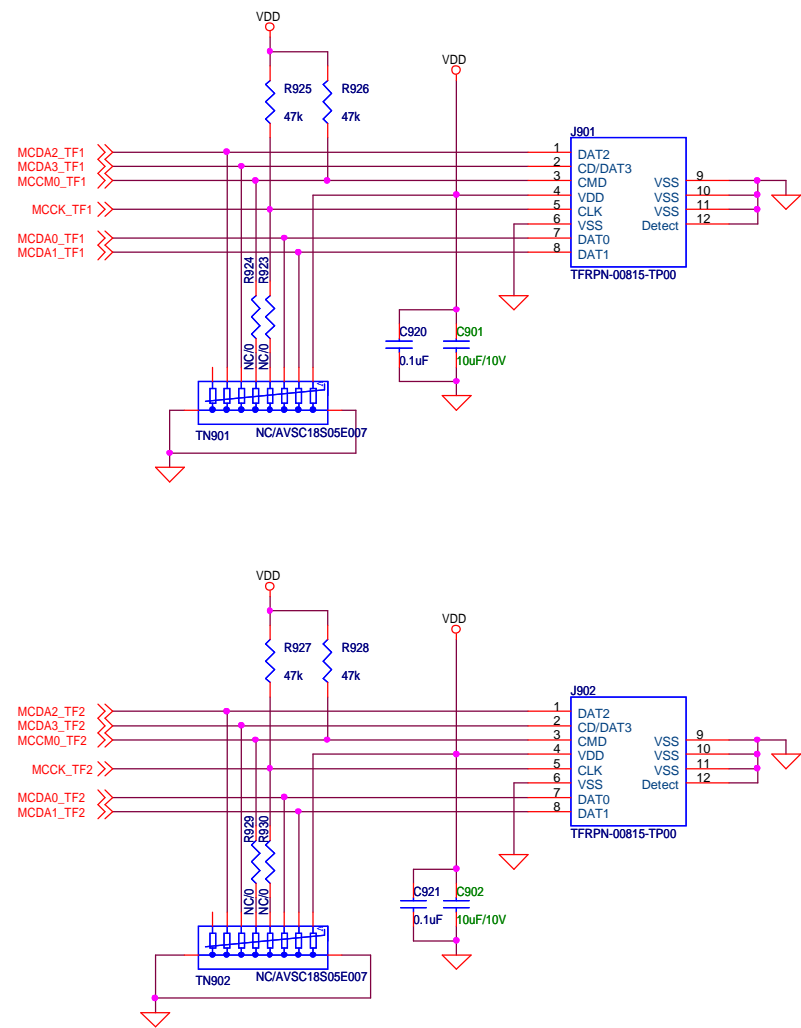 VDD
R925
R926
47k
47k
VDD
MCDA2_TF1
MCDA3_TF1
MCCM0_TF1
MCCK_TF1
MCDA0_TF1
MCDA1_TF1
J901
1
DAT2
2
CD/DAT3
3
CMD
4
VDD
5
CLK
6
VSS
7
DAT0
8
DAT1
VSS
9
VSS
10
VSS
11
Detect
12
TFRPN-00815-TP00
R924
R923
NC/0
NC/0
C920
C901
0.1uF
10uF/10V
V
TN901
NC/AVSC18S05E007
VDD
R927
R928
47k
47k
VDD
MCDA2_TF2
MCDA3_TF2
MCCM0_TF2
MCCK_TF2
MCDA0_TF2
MCDA1_TF2
J902
1
DAT2
2
CD/DAT3
3
CMD
4
VDD
5
CLK
6
VSS
7
DAT0
8
DAT1
VSS
9
VSS
10
VSS
11
Detect
12
TFRPN-00815-TP00
R929
R930
NC/0
NC/0
C921
C902
0.1uF
10uF/10V
V
TN902
NC/AVSC18S05E007